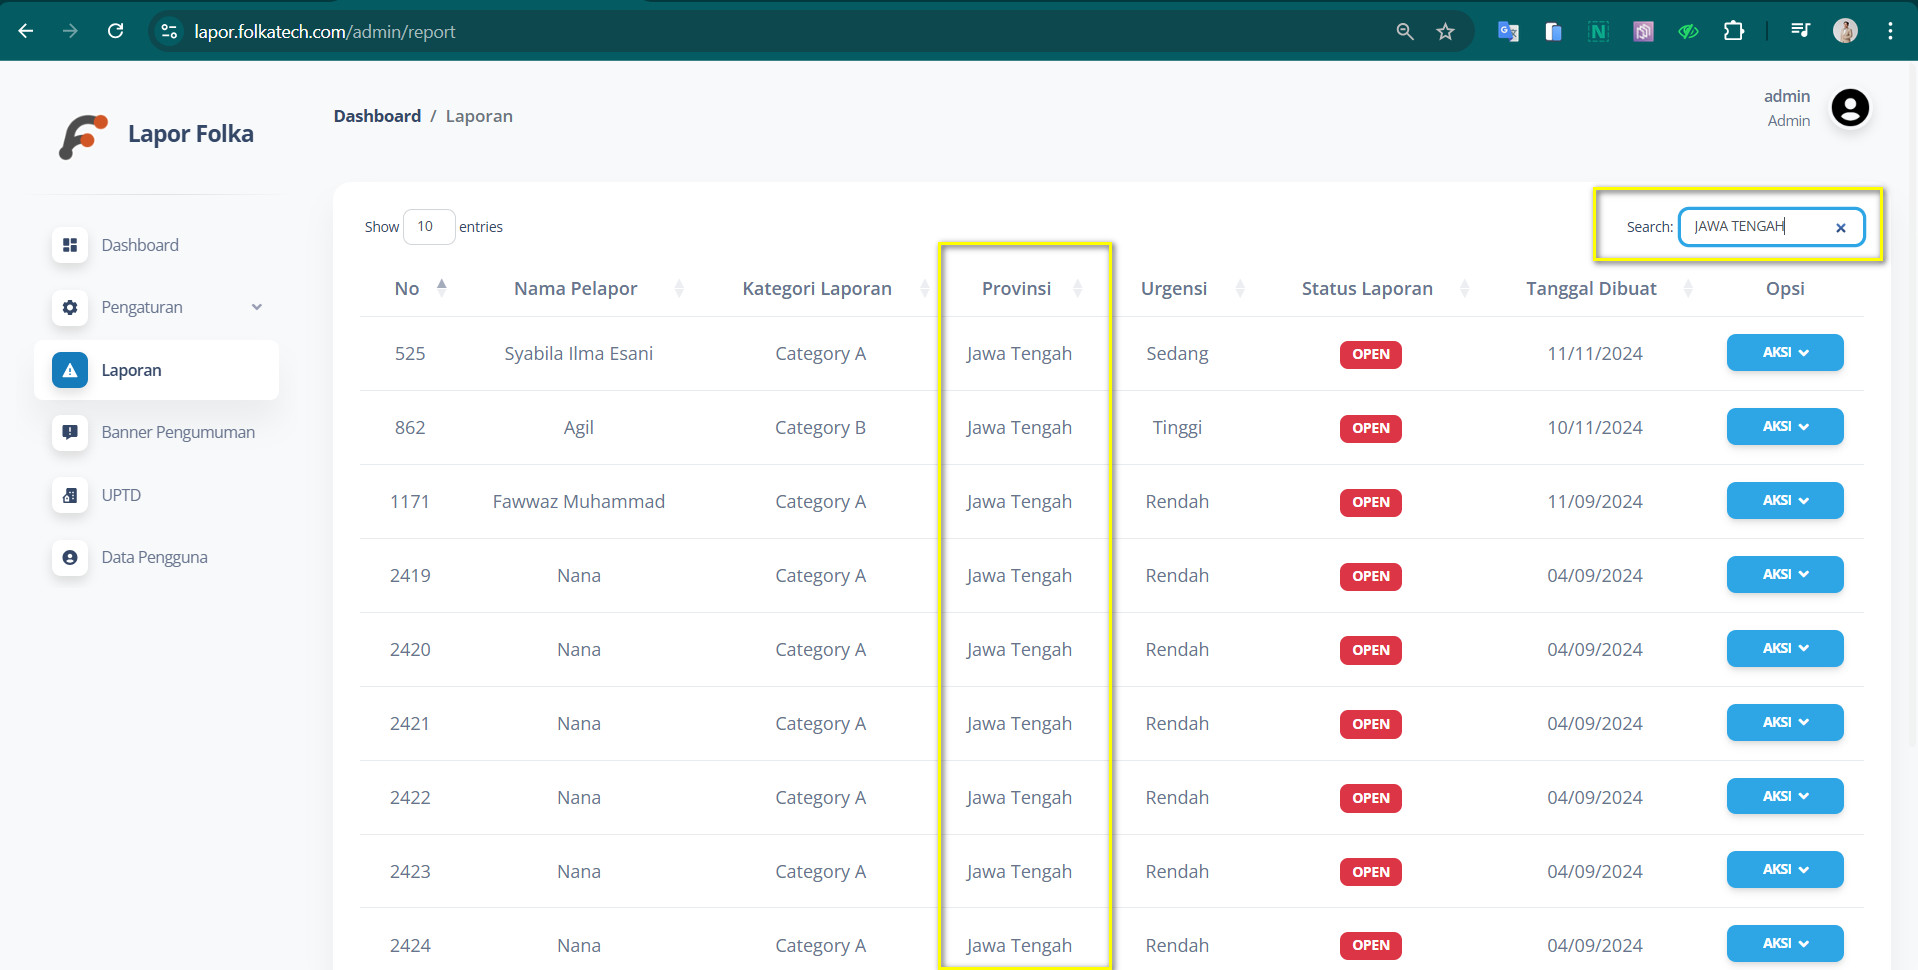 lapor.folkatech.com/admin/report
Lapor Folka
Dashboard / Laporan
admin
Admin
Dashboard
Pengaturan
Laporan
Banner Pengumuman
UPTD
Data Pengguna
Show 10 entries
Search: JAWA TENGAH
No Nama Pelapor Kategori Laporan Provinsi Urgensi Status Laporan Tanggal Dibuat Opsi
525 Syabila Ilma Esani Category A Jawa Tengah Sedang OPEN 11/11/2024 AKSI
862 Agil Category B Jawa Tengah Tinggi OPEN 10/11/2024 AKSI
1171 Fawwaz Muhammad Category A Jawa Tengah Rendah OPEN 11/09/2024 AKSI
2419 Nana Category A Jawa Tengah Rendah OPEN 04/09/2024 AKSI
2420 Nana Category A Jawa Tengah Rendah OPEN 04/09/2024 AKSI
2421 Nana Category A Jawa Tengah Rendah OPEN 04/09/2024 AKSI
2422 Nana Category A Jawa Tengah Rendah OPEN 04/09/2024 AKSI
2423 Nana Category A Jawa Tengah Rendah OPEN 04/09/2024 AKSI
2424 Nana Category A Jawa Tengah Rendah OPEN 04/09/2024 AKSI